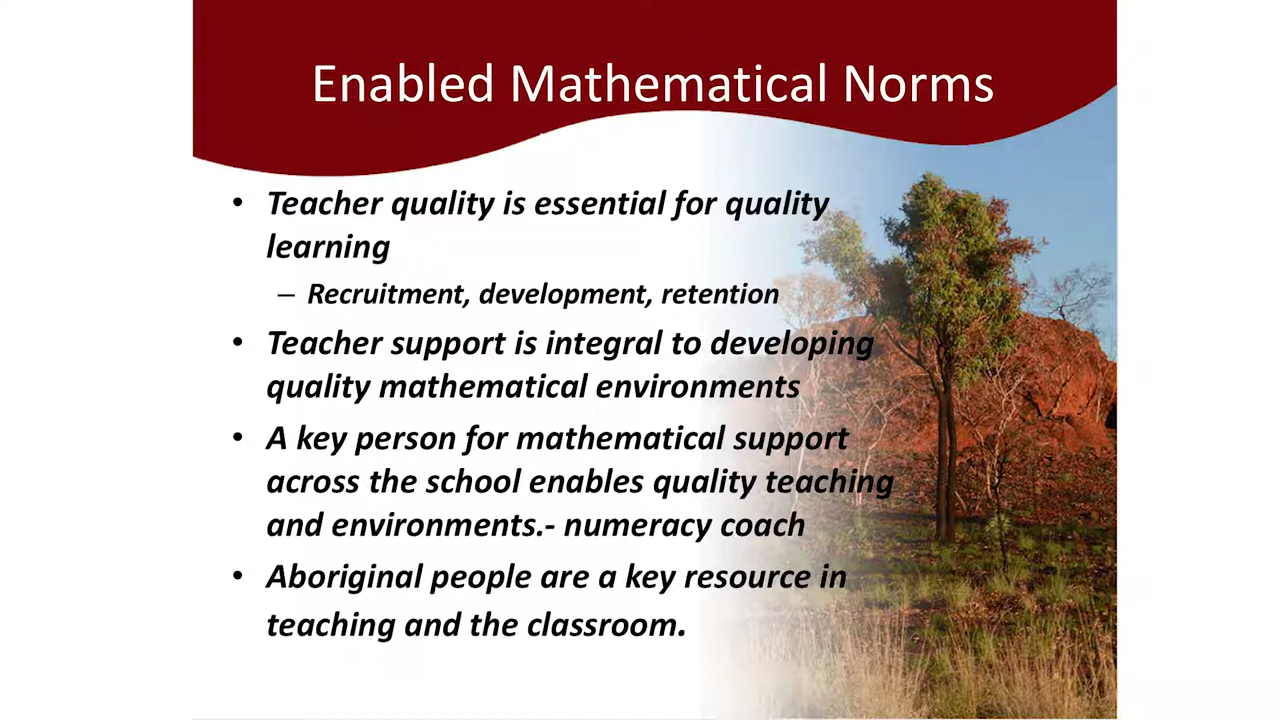 Enabled Mathematical Norms
• Teacher quality is essential for quality
learning
– Recruitment, development, retention
• Teacher support is integral to developing
quality mathematical environments
• A key person for mathematical support
across the school enables quality teaching
and environments.- numeracy coach
• Aboriginal people are a key resource in
teaching and the classroom.